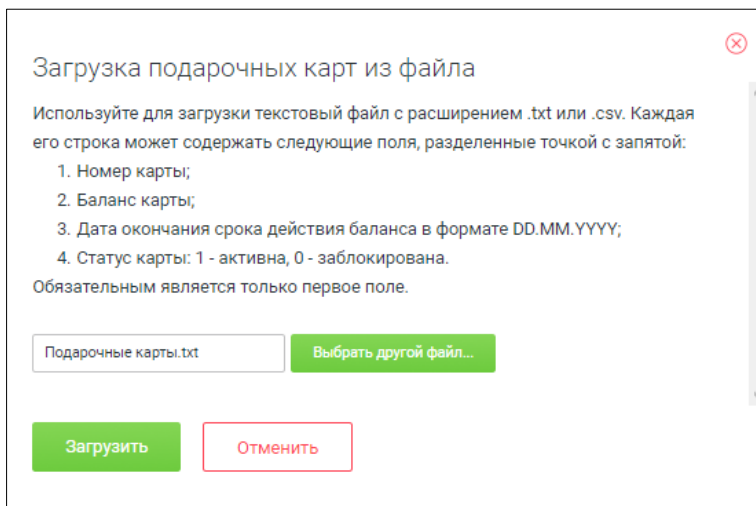 Загрузка подарочных карт из файла
Используйте для загрузки текстовый файл с расширением .txt или .csv. Каждая
его строка может содержать следующие поля, разделенные точкой с запятой:
1. Номер карты;
2. Баланс карты;
3. Дата окончания срока действия баланса в формате DD.MM.YYYY;
4. Статус карты: 1 - активна, 0 - заблокирована.
Обязательным является только первое поле.
Подарочные карты.txt
Выбрать другой файл...
Загрузить
Отменить